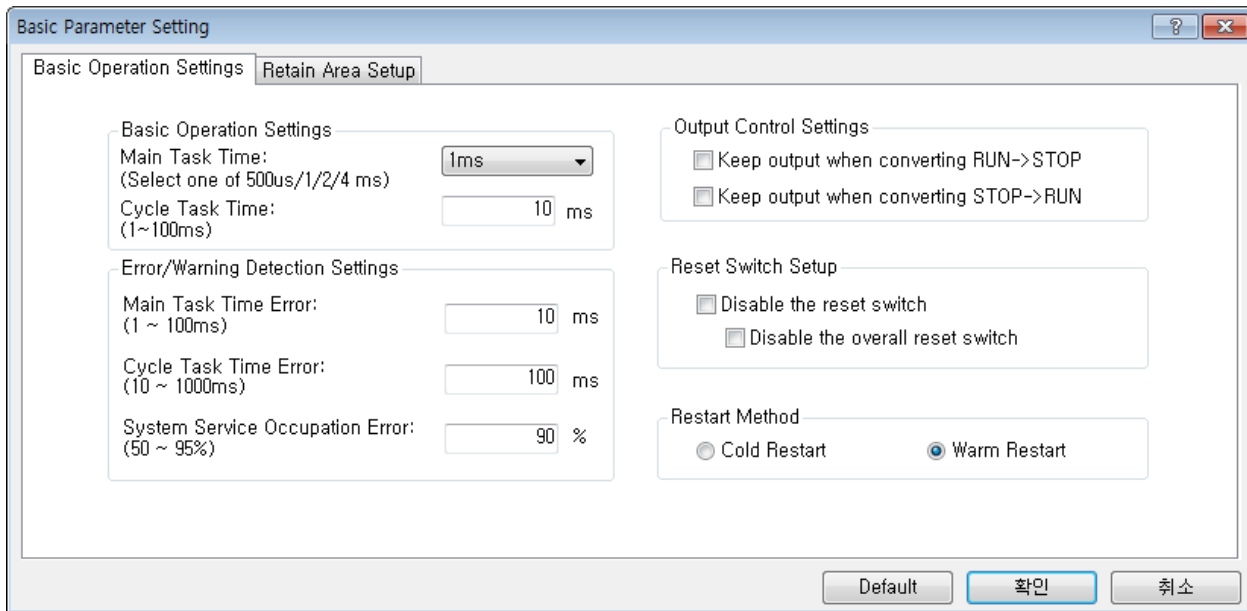 Basic Parameter Setting
Basic Operation Settings
Retain Area Setup
Basic Operation Settings
Main Task Time:
(Select one of 500us/1/2/4 ms)
1ms
Cycle Task Time:
(1~100ms)
10 ms
Error/Warning Detection Settings
Main Task Time Error:
(1 ~ 100ms)
10 ms
Cycle Task Time Error:
(10 ~ 1000ms)
100 ms
System Service Occupation Error:
(50 ~ 95%)
90 %
Output Control Settings
Keep output when converting RUN->STOP
Keep output when converting STOP->RUN
Reset Switch Setup
Disable the reset switch
Disable the overall reset switch
Restart Method
Cold Restart
Warm Restart
Default
확인
취소